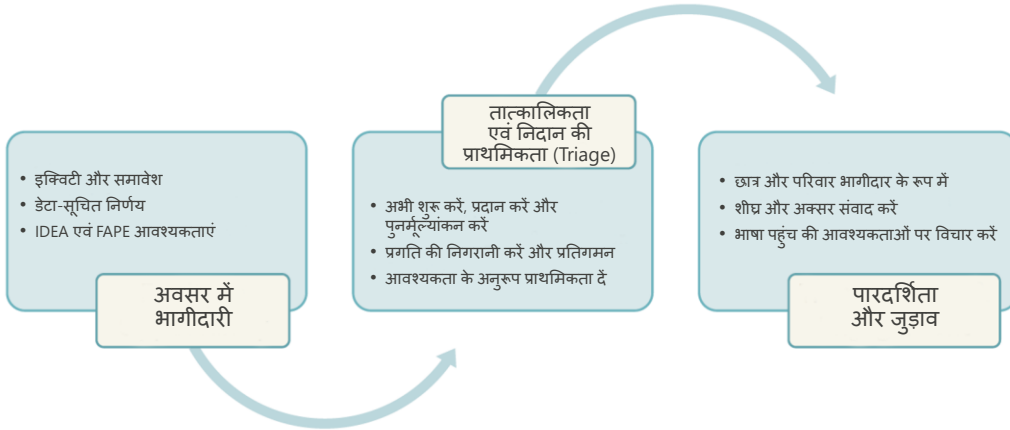 इक्विटी और समावेश
डेटा-सूचित निर्णय
IDEA एवं FAPE आवश्यकताएं
अवसर में
भागीदारी
तात्कालिकता
एवं निदान की
प्राथमिकता (Triage)
अभी शुरू करें, प्रदान करें और
पुनर्मूल्यांकन करें
प्रगति की निगरानी करें और प्रतिगमन
आवश्यकता के अनुरूप प्राथमिकता दें
छात्र और परिवार भागीदार के रूप में
शीघ्र और अक्सर संवाद करें
भाषा पहुंच की आवश्यकताओं पर विचार करें
पारदर्शिता
और जुड़ाव